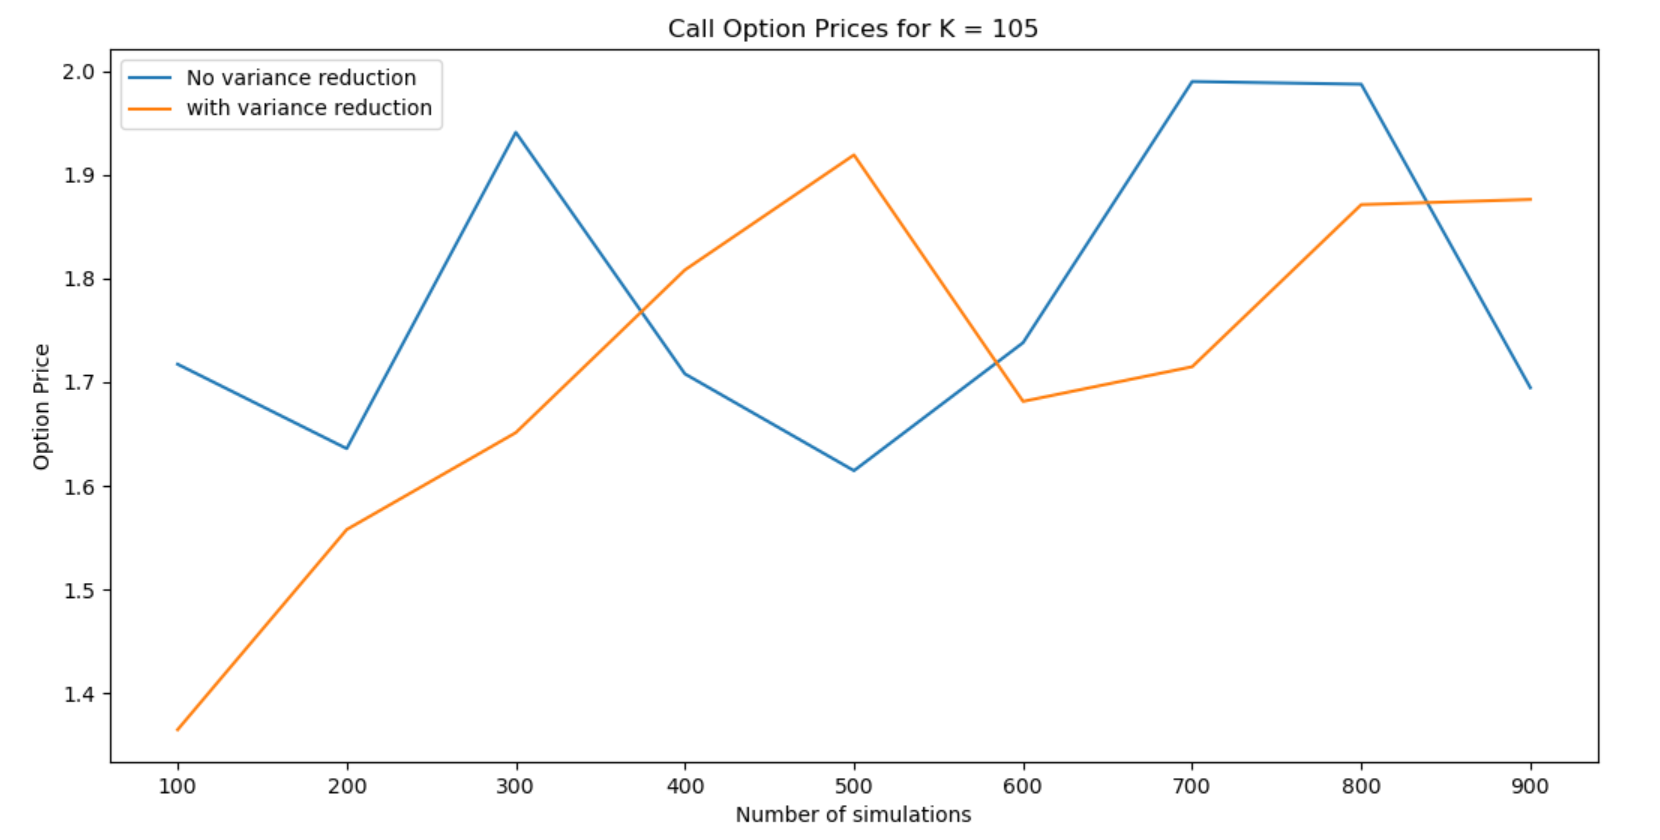 Call Option Prices for K = 105
No variance reduction
with variance reduction
2.0
1.9
1.8
1.7
1.6
1.5
1.4
Option Price
100 200 300 400 500 600 700 800 900
Number of simulations